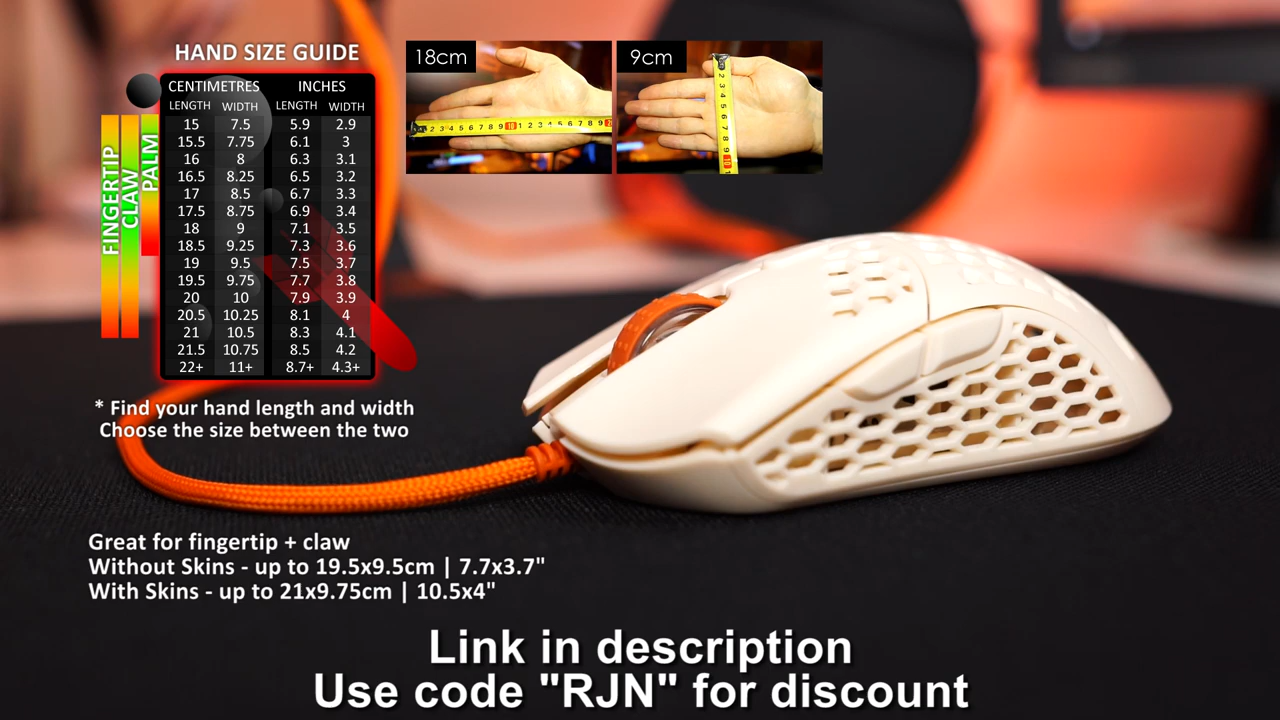 HAND SIZE GUIDE
CENTIMETRES INCHES
LENGTH WIDTH LENGTH WIDTH
15 7.5 5.9 2.9
15.5 7.75 6.1 3
16 8 6.3 3.1
16.5 8.25 6.5 3.2
17 8.5 6.7 3.3
17.5 8.75 6.9 3.4
18 9 7.1 3.5
18.5 9.25 7.3 3.6
19 9.5 7.5 3.7
19.5 9.75 7.7 3.8
20 10 7.9 3.9
20.5 10.25 8.1 4
21 10.5 8.3 4.1
21.5 10.75 8.5 4.2
22+ 11+ 8.7+ 4.3+
FINGERTIP
CLAW
PALM
18cm
9cm
* Find your hand length and width
Choose the size between the two
Great for fingertip + claw
Without Skins - up to 19.5x9.5cm | 7.7x3.7"
With Skins - up to 21x9.75cm | 10.5x4"
Link in description
Use code "RJN" for discount